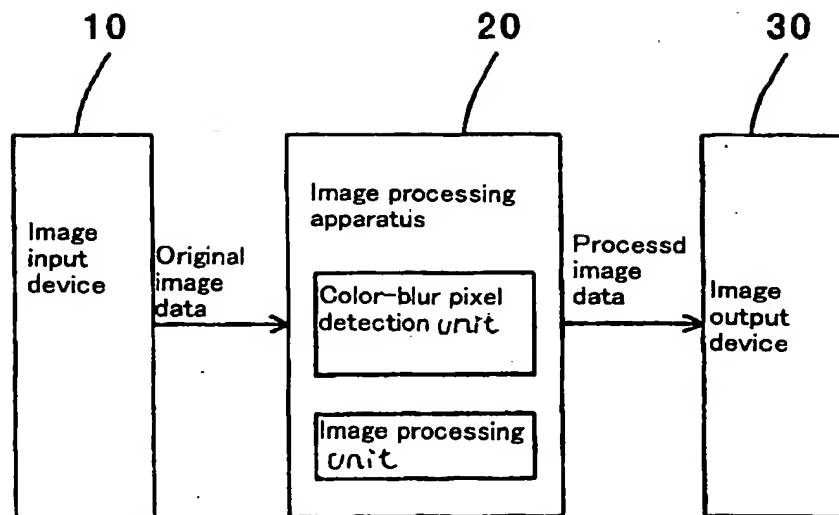 10
20
30
Image
input
device
Original
image
data
Image processing
apparatus
Color-blur pixel
detection unit
Image processing
unit
Processd
image
data
Image
output
device